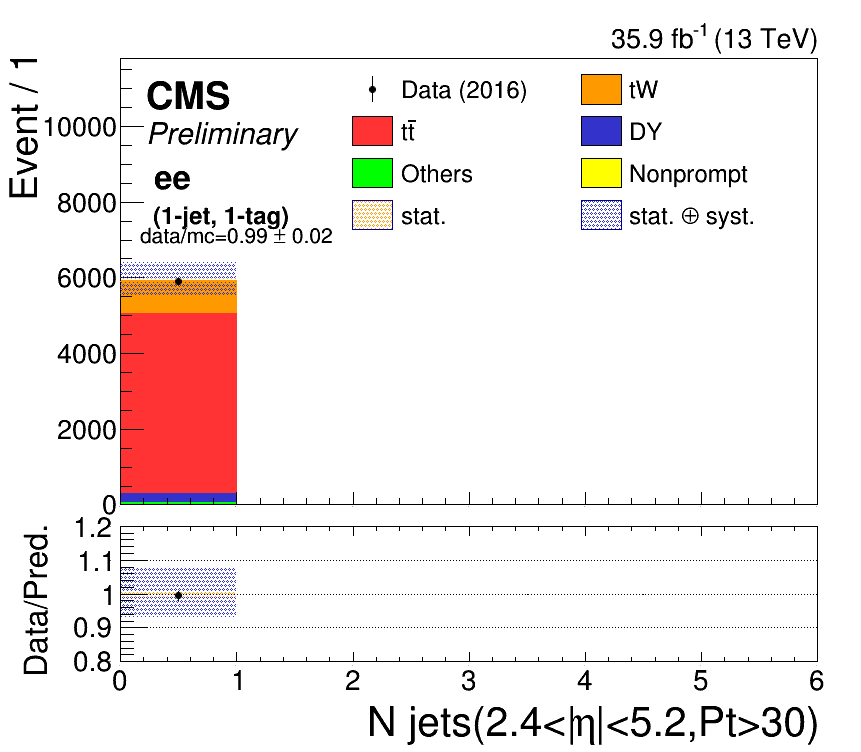 35.9 fb⁻¹ (13 TeV)
Event / 1
CMS
Preliminary
ee
(1-jet, 1-tag)
data/mc=0.99 ± 0.02
Data (2016)
tW
tt̄
DY
Others
Nonprompt
stat.
stat. ⊕ syst.
10000
8000
6000
4000
2000
0
Data/Pred.
1.2
1.1
1
0.9
0.8
0 1 2 3 4 5 6
N jets(2.4<|η|<5.2,Pt>30)